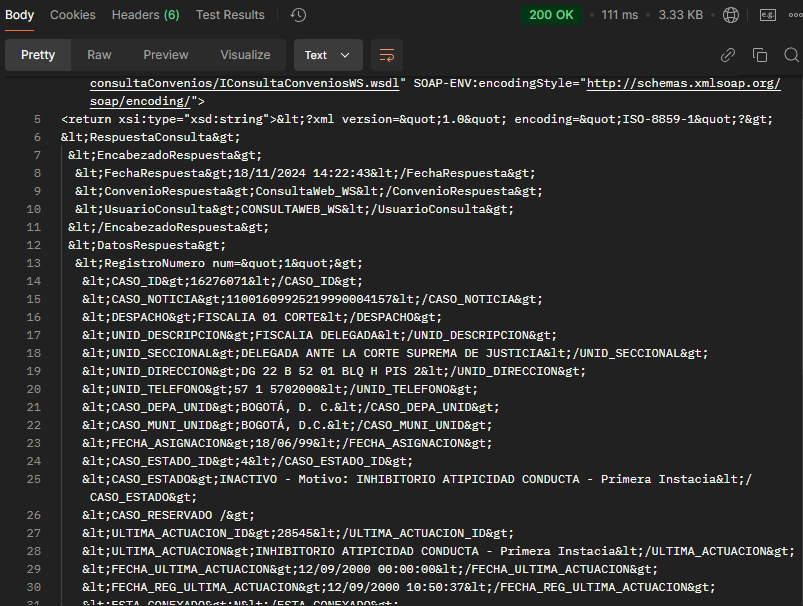 Body Cookies Headers (6) Test Results 200 OK 111 ms 3.33 KB e.g.
Pretty Raw Preview Visualize Text
consultaConvenios/IConsultaConveniosWS.wsdl" SOAP-ENV:encodingStyle="http://schemas.xmlsoap.org/
soap/encoding/">
5 <return xsi:type="xsd:string">&lt;?xml version=&quot;1.0&quot; encoding=&quot;ISO-8859-1&quot;?&gt;
6 &lt;RespuestaConsulta&gt;
7 &lt;EncabezadoRespuesta&gt;
8 &lt;FechaRespuesta&gt;18/11/2024 14:22:43&lt;/FechaRespuesta&gt;
9 &lt;ConvenioRespuesta&gt;ConsultaWeb_WS&lt;/ConvenioRespuesta&gt;
10 &lt;UsuarioConsulta&gt;CONSULTAWEB_WS&lt;/UsuarioConsulta&gt;
11 &lt;/EncabezadoRespuesta&gt;
12 &lt;DatosRespuesta&gt;
13 &lt;RegistroNumero num=&quot;1&quot;&gt;
14 &lt;CASO_ID&gt;16276071&lt;/CASO_ID&gt;
15 &lt;CASO_NOTICIA&gt;11001609925219990004157&lt;/CASO_NOTICIA&gt;
16 &lt;DESPACHO&gt;FISCALIA 01 CORTE&lt;/DESPACHO&gt;
17 &lt;UNID_DESCRIPCION&gt;FISCALIA DELEGADA&lt;/UNID_DESCRIPCION&gt;
18 &lt;UNID_SECCIONAL&gt;DELEGADA ANTE LA CORTE SUPREMA DE JUSTICIA&lt;/UNID_SECCIONAL&gt;
19 &lt;UNID_DIRECCION&gt;DG 22 B 52 01 BLQ H PIS 2&lt;/UNID_DIRECCION&gt;
20 &lt;UNID_TELEFONO&gt;57 1 5702000&lt;/UNID_TELEFONO&gt;
21 &lt;CASO_DEPA_UNID&gt;BOGOTÁ, D. C.&lt;/CASO_DEPA_UNID&gt;
22 &lt;CASO_MUNI_UNID&gt;BOGOTÁ, D.C.&lt;/CASO_MUNI_UNID&gt;
23 &lt;FECHA_ASIGNACION&gt;18/06/99&lt;/FECHA_ASIGNACION&gt;
24 &lt;CASO_ESTADO_ID&gt;4&lt;/CASO_ESTADO_ID&gt;
25 &lt;CASO_ESTADO&gt;INACTIVO - Motivo: INHIBITORIO ATIPICIDAD CONDUCTA - Primera Instacia&lt;/
CASO_ESTADO&gt;
26 &lt;CASO_RESERVADO /&gt;
27 &lt;ULTIMA_ACTUACION_ID&gt;28545&lt;/ULTIMA_ACTUACION_ID&gt;
28 &lt;ULTIMA_ACTUACION&gt;INHIBITORIO ATIPICIDAD CONDUCTA - Primera Instacia&lt;/ULTIMA_ACTUACION&gt;
29 &lt;FECHA_ULTIMA_ACTUACION&gt;12/09/2000 00:00:00&lt;/FECHA_ULTIMA_ACTUACION&gt;
30 &lt;FECHA_REG_ULTIMA_ACTUACION&gt;12/09/2000 10:50:37&lt;/FECHA_REG_ULTIMA_ACTUACION&gt;
31 &lt;ESTA_CONEXADO&gt;N&lt;/ESTA_CONEXADO&gt;